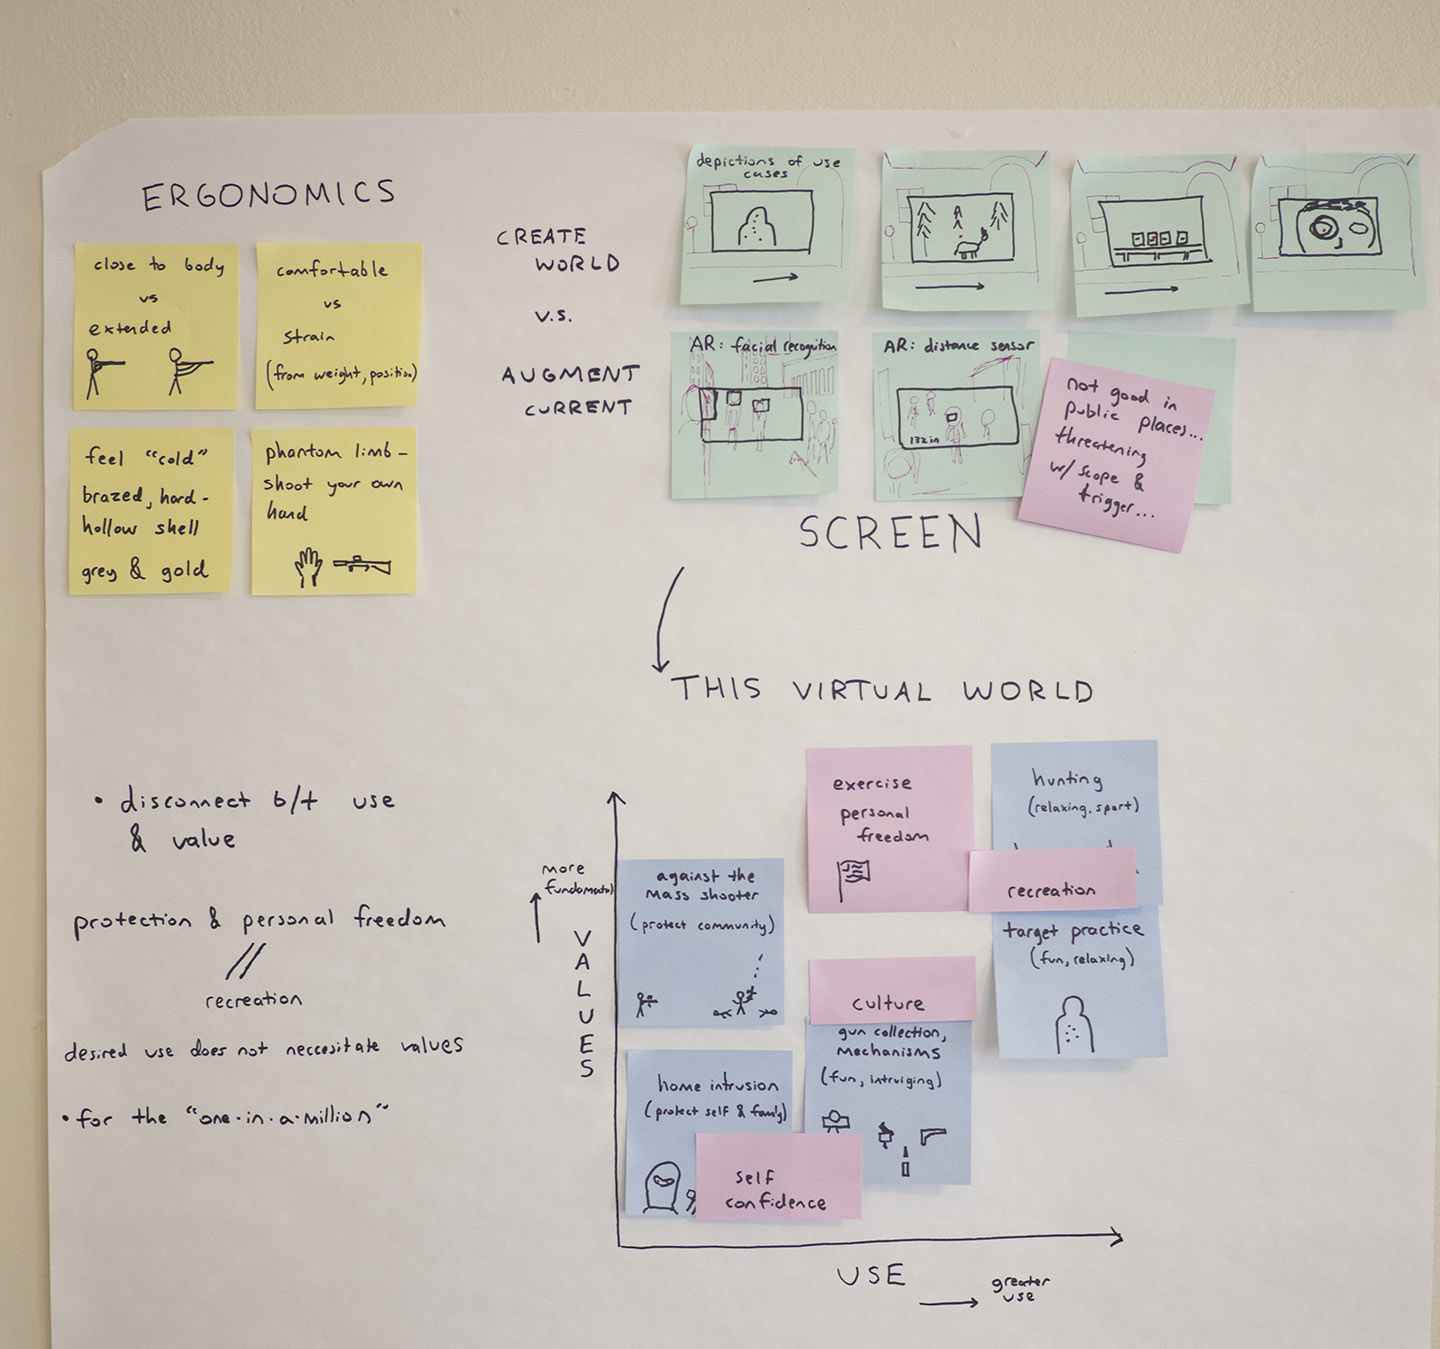 ERGONOMICS
close to body
vs
extended
comfortable
vs
strain
(from weight, position)
feel "cold"
brazed, hard-
hollow shell
grey & gold
phantom limb -
shoot your own
hand
CREATE
WORLD
V.S.
AUGMENT
CURRENT
depictions of use
cases
AR: facial recognition
AR: distance sensor
132in
not good in
public places...
threatening
w/ scope &
trigger...
SCREEN
THIS VIRTUAL WORLD
• disconnect b/t use
& value
protection & personal freedom
//
recreation
desired use does not neccesitate values
• for the "one-in-a-million"
more
fundamental
VALUES
against the
mass shooter
(protect community)
home intrusion
(protect self & family)
self
confidence
exercise
personal
freedom
culture
gun collection,
mechanisms
(fun, intruiging)
hunting
(relaxing, sport)
recreation
target practice
(fun, relaxing)
USE
greater
use